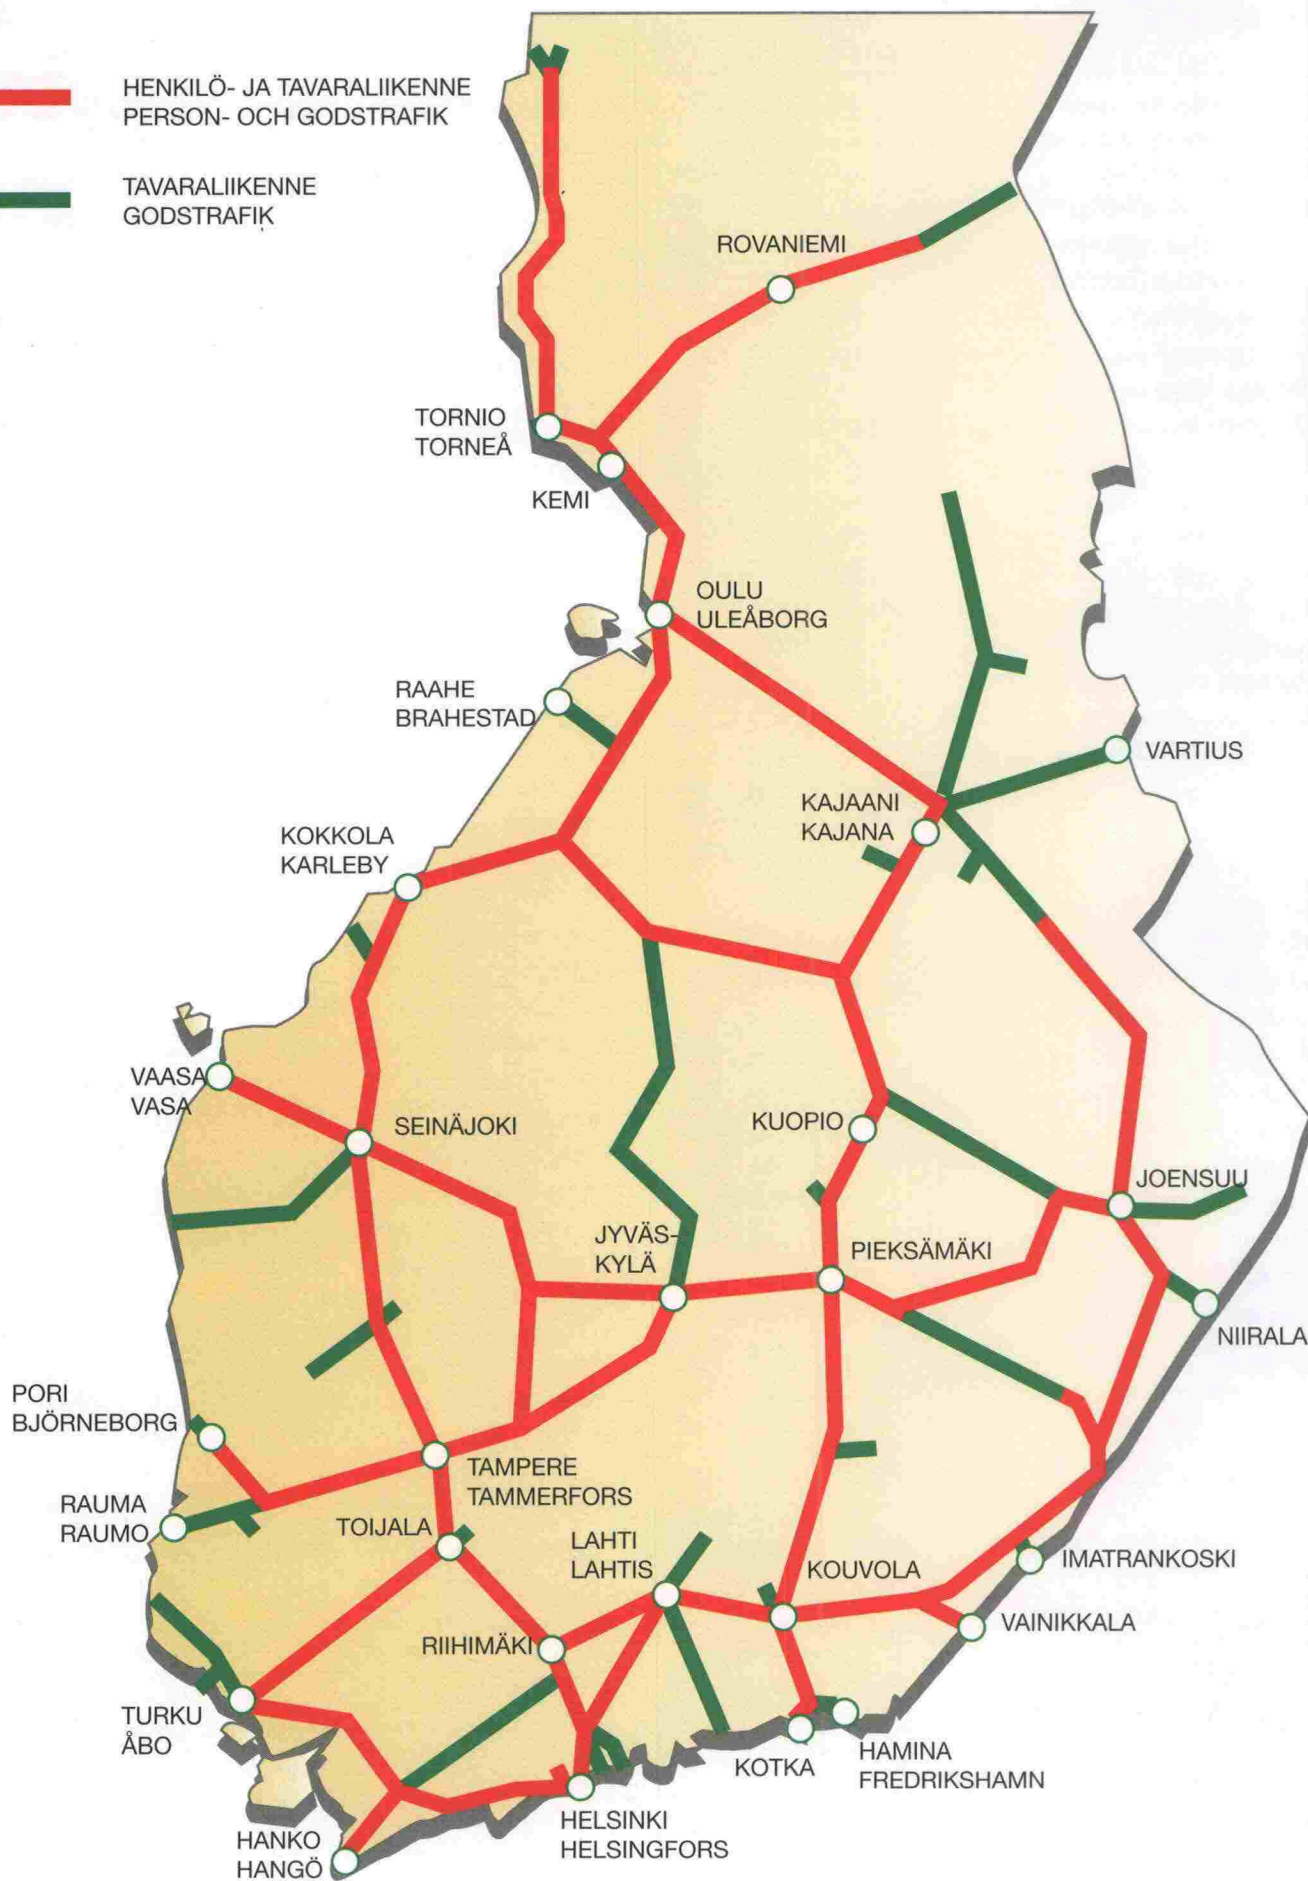 HENKILÖ- JA TAVARALIIKENNE
PERSON- OCH GODSTRAFIK
TAVARALIIKENNE
GODSTRAFIK
ROVANIEMI
TORNIO
TORNEÅ
KEMI
OULU
ULEÅBORG
RAAHE
BRAHESTAD
VARTIUS
KAJAANI
KAJANA
KOKKOLA
KARLEBY
VAASA
VASA
SEINÄJOKI
KUOPIO
JOENSUU
JYVÄS-
KYLÄ
PIEKSÄMÄKI
NIIRALA
PORI
BJÖRNEBORG
TAMPERE
TAMMERFORS
RAUMA
RAUMO
TOIJALA
LAHTI
LAHTIS
KOUVOLA
IMATRANKOSKI
VAINIKKALA
RIIHIMÄKI
TURKU
ÅBO
KOTKA
HAMINA
FREDRIKSHAMN
HELSINKI
HELSINGFORS
HANKO
HANGÖ